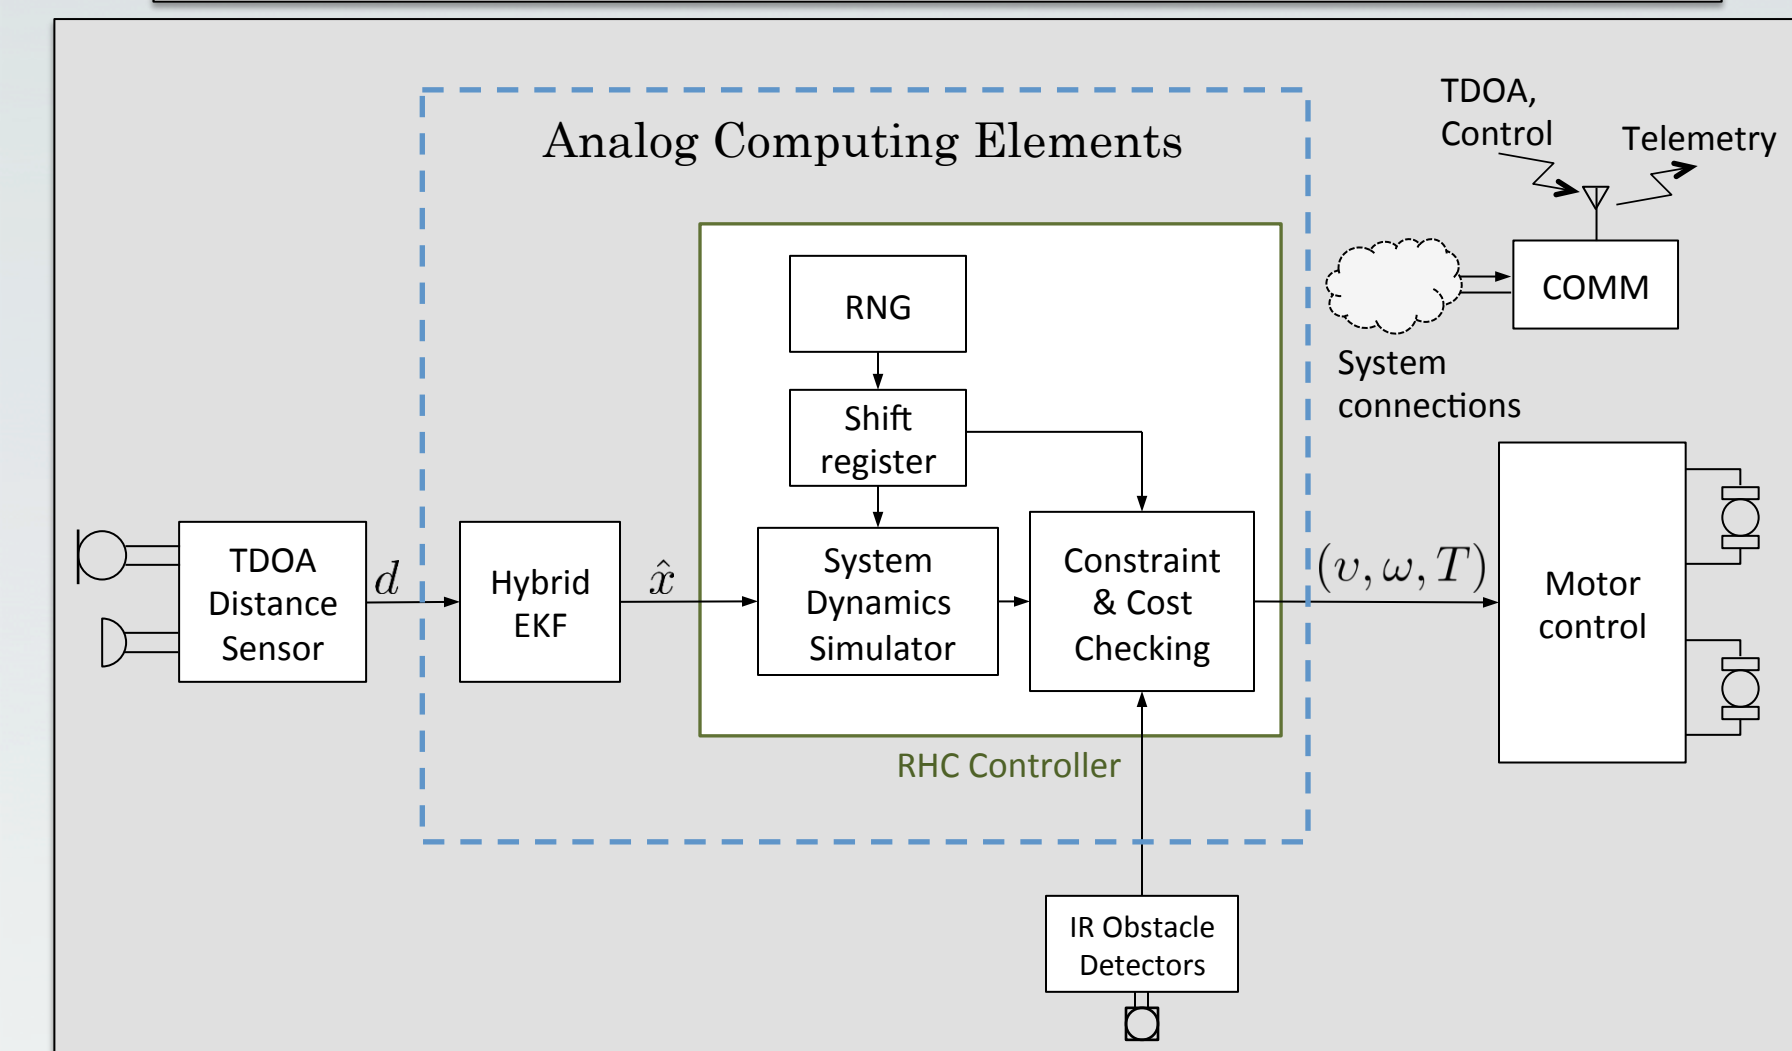 Analog Computing Elements
TDOA,
Control
Telemetry
RNG
COMM
System
connections
Shift
register
TDOA
Distance
Sensor
d
Hybrid
EKF
x̂
System
Dynamics
Simulator
Constraint
& Cost
Checking
(υ, ω, T)
Motor
control
RHC Controller
IR Obstacle
Detectors